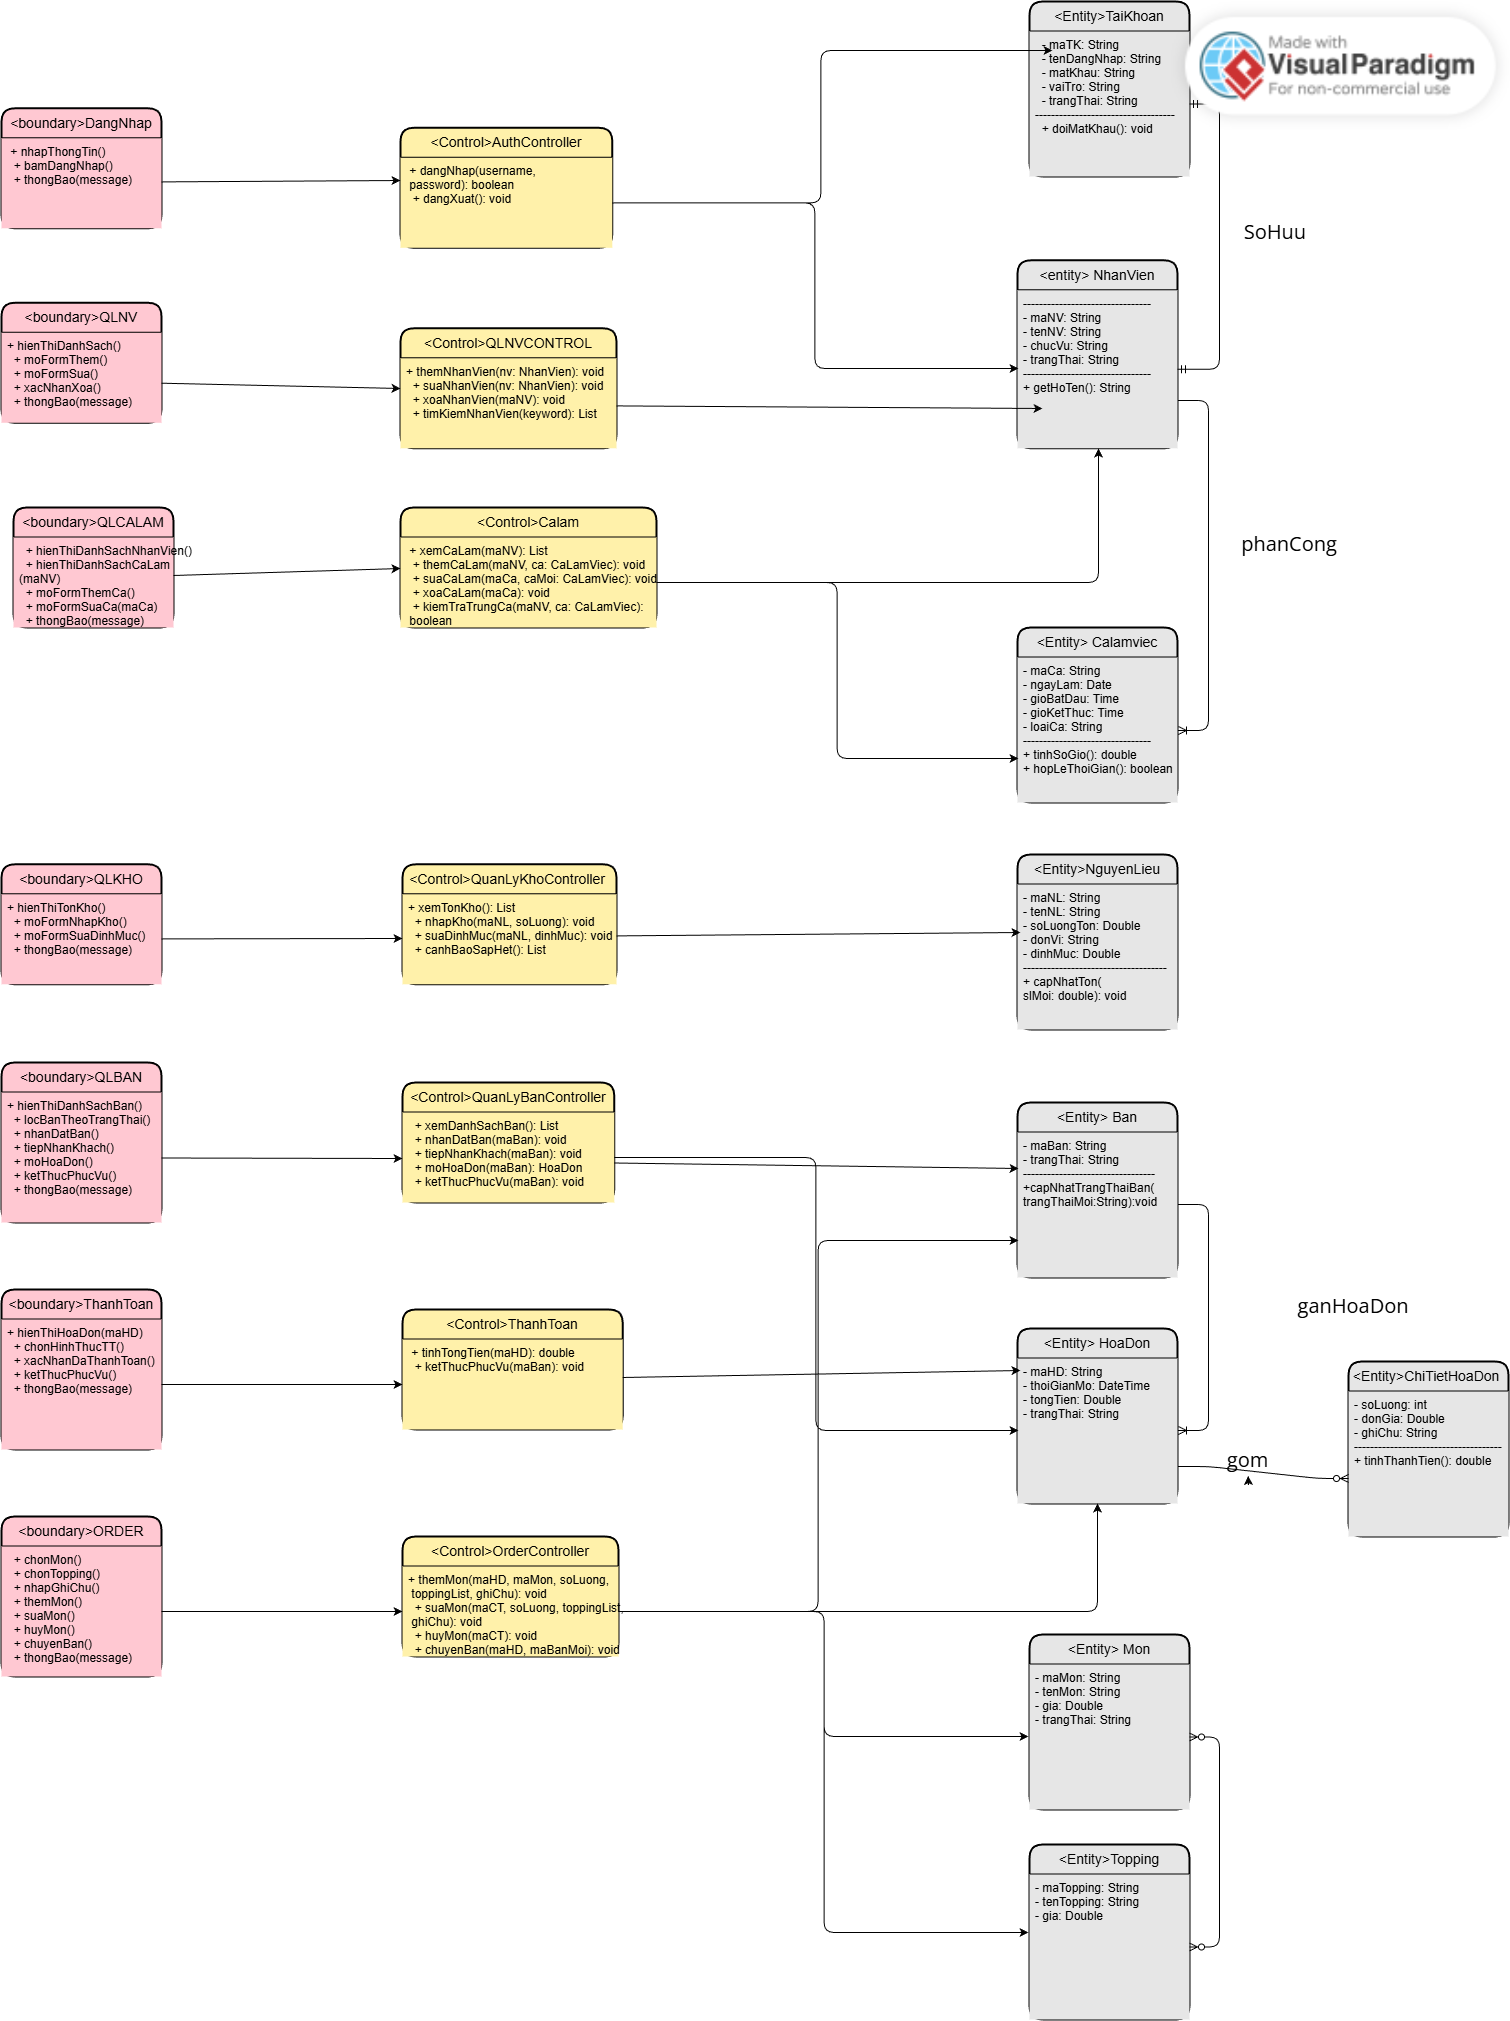 <Entity>TaiKhoan
- maTK: String
- tenDangNhap: String
- matKhau: String
- vaiTro: String
- trangThai: String
-----------------------------------
+ doiMatKhau(): void
Made with
Visual Paradigm
For non-commercial use
<boundary>DangNhap
+ nhapThongTin()
+ bamDangNhap()
+ thongBao(message)
<Control>AuthController
+ dangNhap(username,
password): boolean
+ dangXuat(): void
SoHuu
<entity> NhanVien
--------------------------------
- maNV: String
- tenNV: String
- chucVu: String
- trangThai: String
--------------------------------
+ getHoTen(): String
<boundary>QLNV
+ hienThiDanhSach()
+ moFormThem()
+ moFormSua()
+ xacNhanXoa()
+ thongBao(message)
<Control>QLNVCONTROL
+ themNhanVien(nv: NhanVien): void
+ suaNhanVien(nv: NhanVien): void
+ xoaNhanVien(maNV): void
+ timKiemNhanVien(keyword): List
<boundary>QLCALAM
+ hienThiDanhSachNhanVien()
+ hienThiDanhSachCaLam
(maNV)
+ moFormThemCa()
+ moFormSuaCa(maCa)
+ thongBao(message)
<Control>Calam
+ xemCaLam(maNV): List
+ themCaLam(maNV, ca: CaLamViec): void
+ suaCaLam(maCa, caMoi: CaLamViec): void
+ xoaCaLam(maCa): void
+ kiemTraTrungCa(maNV, ca: CaLamViec):
boolean
phanCong
<Entity> Calamviec
- maCa: String
- ngayLam: Date
- gioBatDau: Time
- gioKetThuc: Time
- loaiCa: String
--------------------------------
+ tinhSoGio(): double
+ hopLeThoiGian(): boolean
<boundary>QLKHO
+ hienThiTonKho()
+ moFormNhapKho()
+ moFormSuaDinhMuc()
+ thongBao(message)
<Control>QuanLyKhoController
+ xemTonKho(): List
+ nhapKho(maNL, soLuong): void
+ suaDinhMuc(maNL, dinhMuc): void
+ canhBaoSapHet(): List
<Entity>NguyenLieu
- maNL: String
- tenNL: String
- soLuongTon: Double
- donVi: String
- dinhMuc: Double
------------------------------------
+ capNhatTon(
slMoi: double): void
<boundary>QLBAN
+ hienThiDanhSachBan()
+ locBanTheoTrangThai()
+ nhanDatBan()
+ tiepNhanKhach()
+ moHoaDon()
+ ketThucPhucVu()
+ thongBao(message)
<Control>QuanLyBanController
+ xemDanhSachBan(): List
+ nhanDatBan(maBan): void
+ tiepNhanKhach(maBan): void
+ moHoaDon(maBan): HoaDon
+ ketThucPhucVu(maBan): void
<Entity> Ban
- maBan: String
- trangThai: String
---------------------------------
+capNhatTrangThaiBan(
trangThaiMoi:String):void
ganHoaDon
<boundary>ThanhToan
+ hienThiHoaDon(maHD)
+ chonHinhThucTT()
+ xacNhanDaThanhToan()
+ ketThucPhucVu()
+ thongBao(message)
<Control>ThanhToan
+ tinhTongTien(maHD): double
+ ketThucPhucVu(maBan): void
<Entity> HoaDon
- maHD: String
- thoiGianMo: DateTime
- tongTien: Double
- trangThai: String
gom
<Entity>ChiTietHoaDon
- soLuong: int
- donGia: Double
- ghiChu: String
-------------------------------------
+ tinhThanhTien(): double
<boundary>ORDER
+ chonMon()
+ chonTopping()
+ nhapGhiChu()
+ themMon()
+ suaMon()
+ huyMon()
+ chuyenBan()
+ thongBao(message)
<Control>OrderController
+ themMon(maHD, maMon, soLuong,
toppingList, ghiChu): void
+ suaMon(maCT, soLuong, toppingList,
ghiChu): void
+ huyMon(maCT): void
+ chuyenBan(maHD, maBanMoi): void
<Entity> Mon
- maMon: String
- tenMon: String
- gia: Double
- trangThai: String
<Entity>Topping
- maTopping: String
- tenTopping: String
- gia: Double